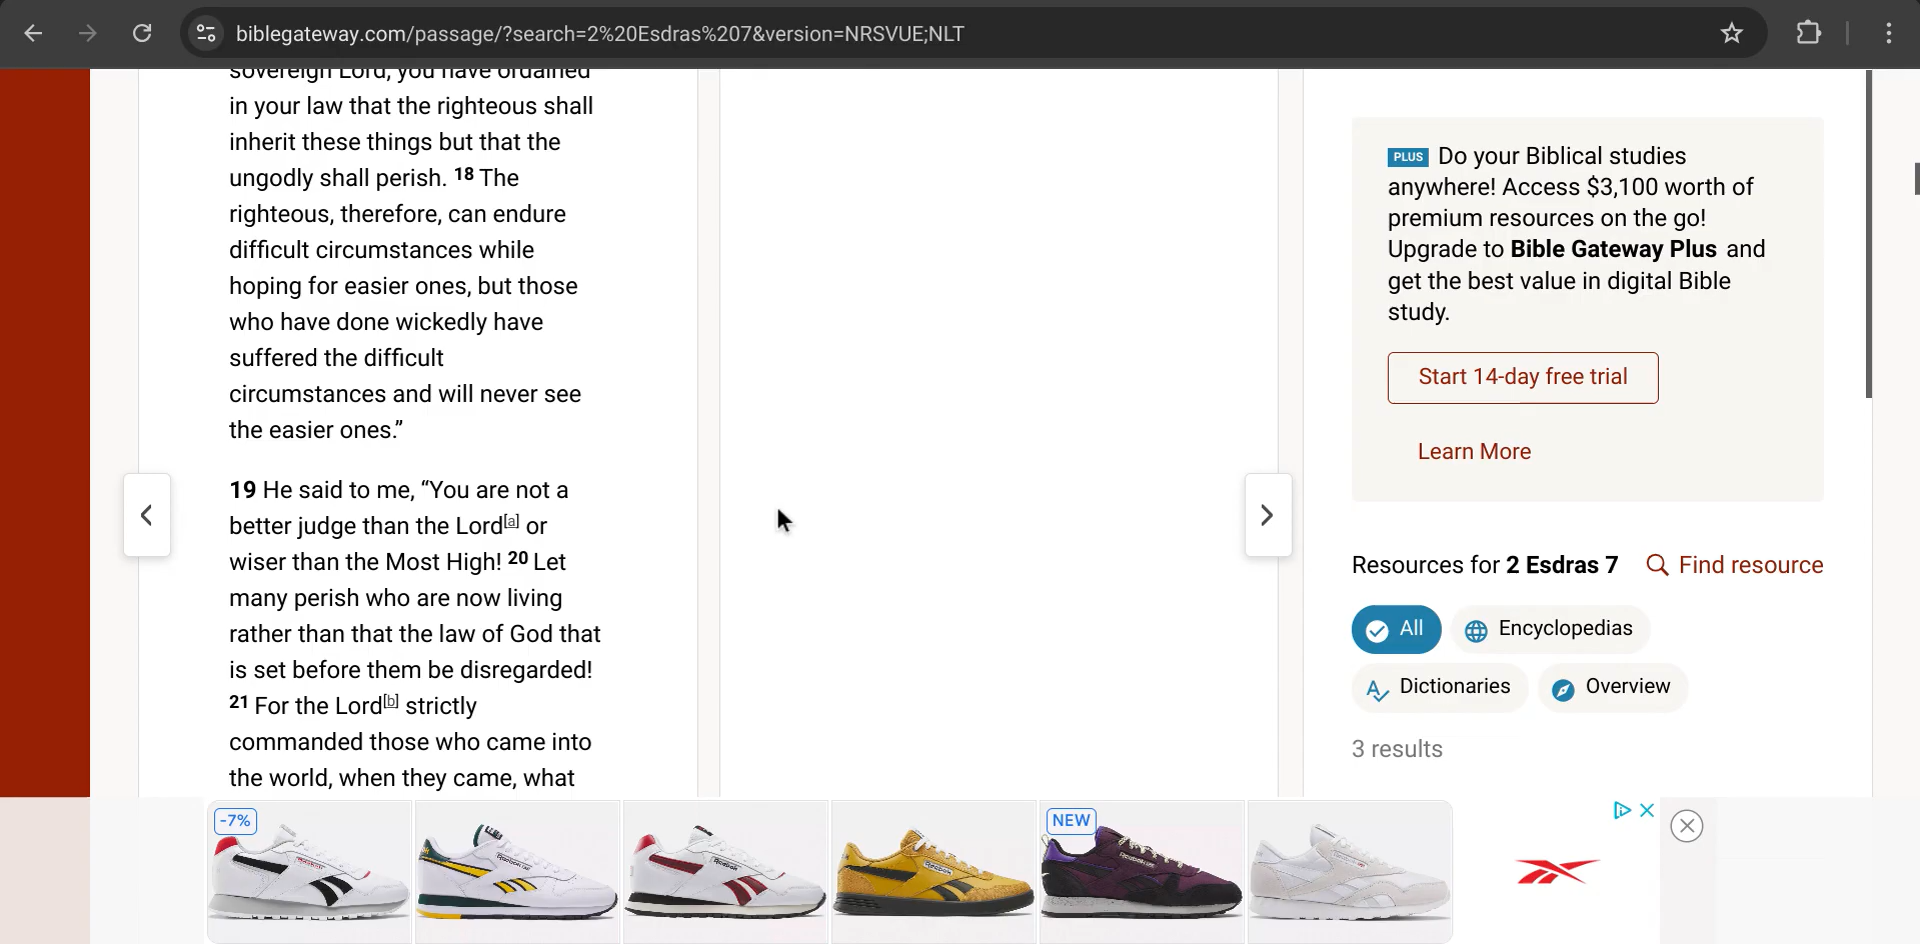 biblegateway.com/passage/?search=2%20Esdras%207&version=NRSVUE;NLT
sovereign Lord, you have ordained
in your law that the righteous shall
inherit these things but that the
ungodly shall perish. 18 The
righteous, therefore, can endure
difficult circumstances while
hoping for easier ones, but those
who have done wickedly have
suffered the difficult
circumstances and will never see
the easier ones.”
19 He said to me, “You are not a
better judge than the Lord[a] or
wiser than the Most High! 20 Let
many perish who are now living
rather than that the law of God that
is set before them be disregarded!
21 For the Lord[b] strictly
commanded those who came into
the world, when they came, what
PLUS Do your Biblical studies
anywhere! Access $3,100 worth of
premium resources on the go!
Upgrade to Bible Gateway Plus and
get the best value in digital Bible
study.
Start 14-day free trial
Learn More
Resources for 2 Esdras 7
Find resource
All
Encyclopedias
Dictionaries
Overview
3 results
-7%
NEW